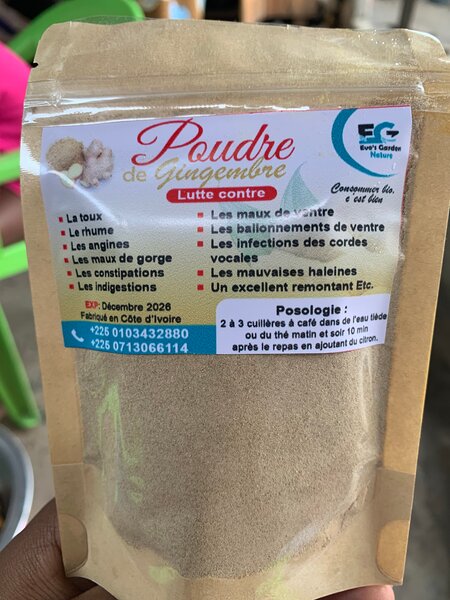 Poudre
de Gingembre
Lutte contre
EG
Eve's Garden
Nature
Consommer bio,
c est bien
La toux
Le rhume
Les angines
Les maux de gorge
Les constipations
Les indigestions
Les maux de ventre
Les ballonnements de ventre
Les infections des cordes
vocales
Les mauvaises haleines
Un excellent remontant Etc.
EXP: Décembre 2026
Fabriqué en Côte d'Ivoire
+225 0103432880
+225 0713066114
Posologie :
2 à 3 cuillères à café dans de l'eau tiède
ou du thé matin et soir 10 min
après le repas en ajoutant du citron.